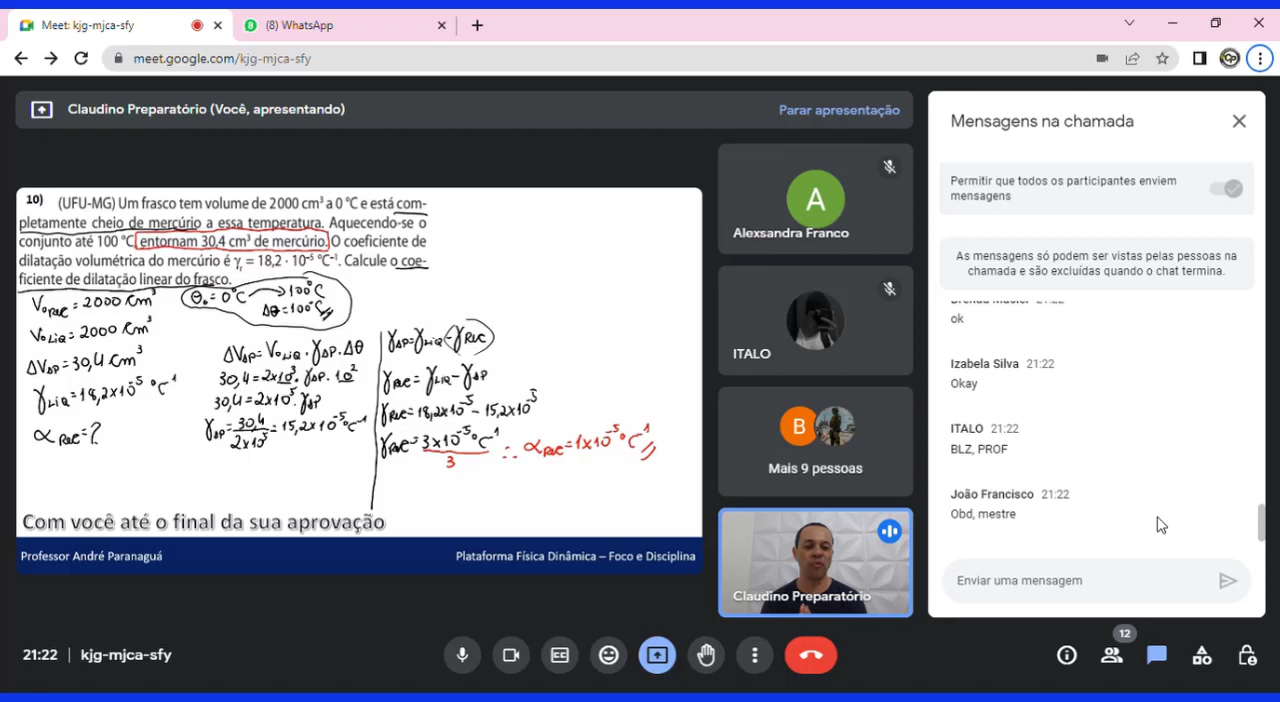 Meet: kjg-mjca-sfy
8 (8) WhatsApp
meet.google.com/kjg-mjca-sfy
Claudino Preparatório (Você, apresentando)
Parar apresentação
10) (UFU-MG) Um frasco tem volume de 2000 cm³ a 0 °C e está com-
pletamente cheio de mercúrio a essa temperatura. Aquecendo-se o
conjunto até 100 °C entornam 30,4 cm³ de mercúrio. O coeficiente de
dilatação volumétrica do mercúrio é γr = 18,2 · 10⁻⁵ °C⁻¹. Calcule o coe-
ficiente de dilatação linear do frasco.
V₀REC = 2000 cm³
θ₀ = 0°C → 100°C
Δθ = 100°C
V₀LIQ = 2000 cm³
ΔVAP = 30,4 cm³
γLIQ = 18,2x10⁻⁵ °C⁻¹
αREC = ?
ΔVAP = V₀LIQ · γAP · Δθ
30,4 = 2x10³ · γAP · 10²
30,4 = 2x10⁵ · γAP
γAP = 30,4 / 2x10⁵ = 15,2x10⁻⁵ °C⁻¹
γAP = γLIQ - γREC
γREC = γLIQ - γAP
γREC = 18,2x10⁻⁵ - 15,2x10⁻⁵
γREC = 3x10⁻⁵ °C⁻¹ / 3 ∴ αREC = 1x10⁻⁵ °C⁻¹
Com você até o final da sua aprovação
Professor André Paranaguá
Plataforma Física Dinâmica – Foco e Disciplina
A
Alexsandra Franco
ITALO
B
Mais 9 pessoas
Claudino Preparatório
Mensagens na chamada
Permitir que todos os participantes enviem
mensagens
As mensagens só podem ser vistas pelas pessoas na
chamada e são excluídas quando o chat termina.
ok
Izabela Silva 21:22
Okay
ITALO 21:22
BLZ, PROF
João Francisco 21:22
Obd, mestre
Enviar uma mensagem
21:22 | kjg-mjca-sfy
12